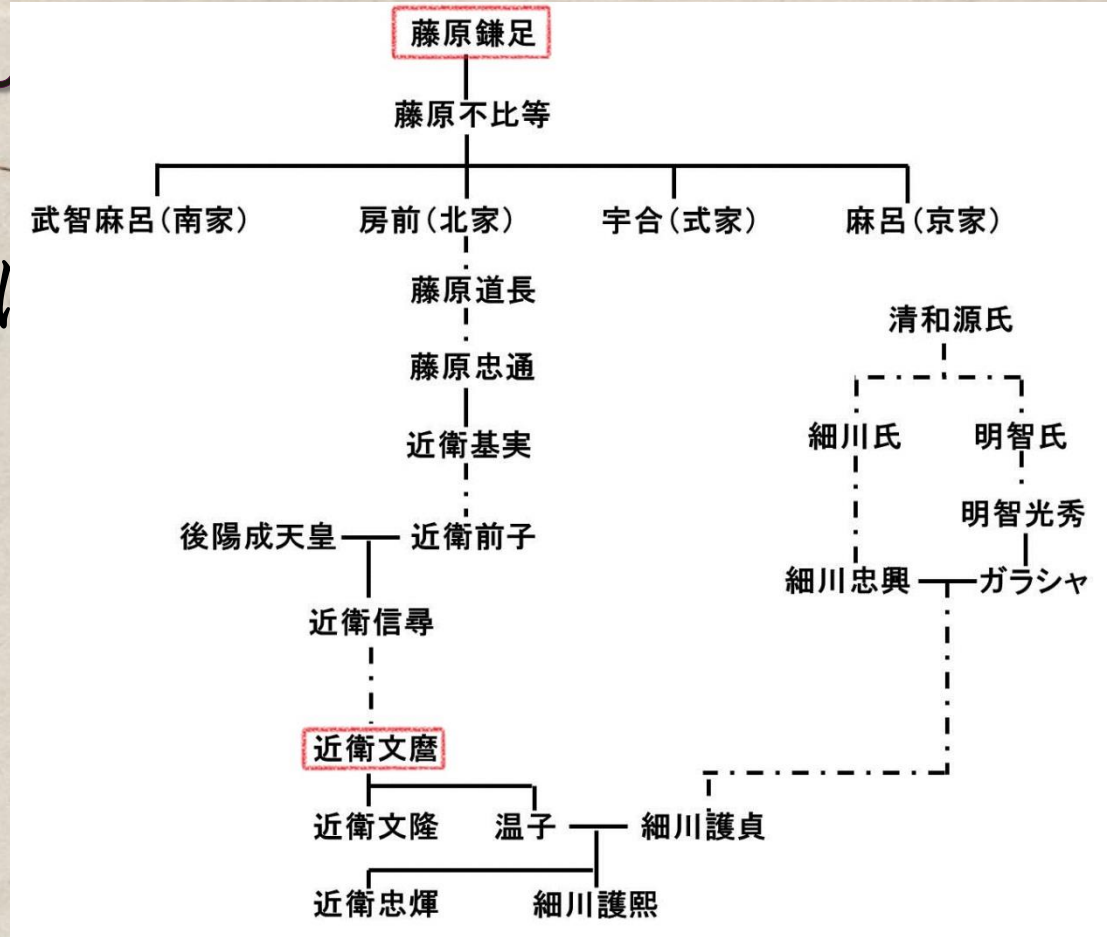 藤原鎌足
藤原不比等
武智麻呂(南家) 房前(北家) 宇合(式家) 麻呂(京家)
藤原道長
清和源氏
藤原忠通
近衛基実 細川氏 明智氏
明智光秀
後陽成天皇 近衛前子
細川忠興 ガラシャ
近衛信尋
近衛文麿
近衛文隆 温子 細川護貞
近衛忠輝 細川護熙